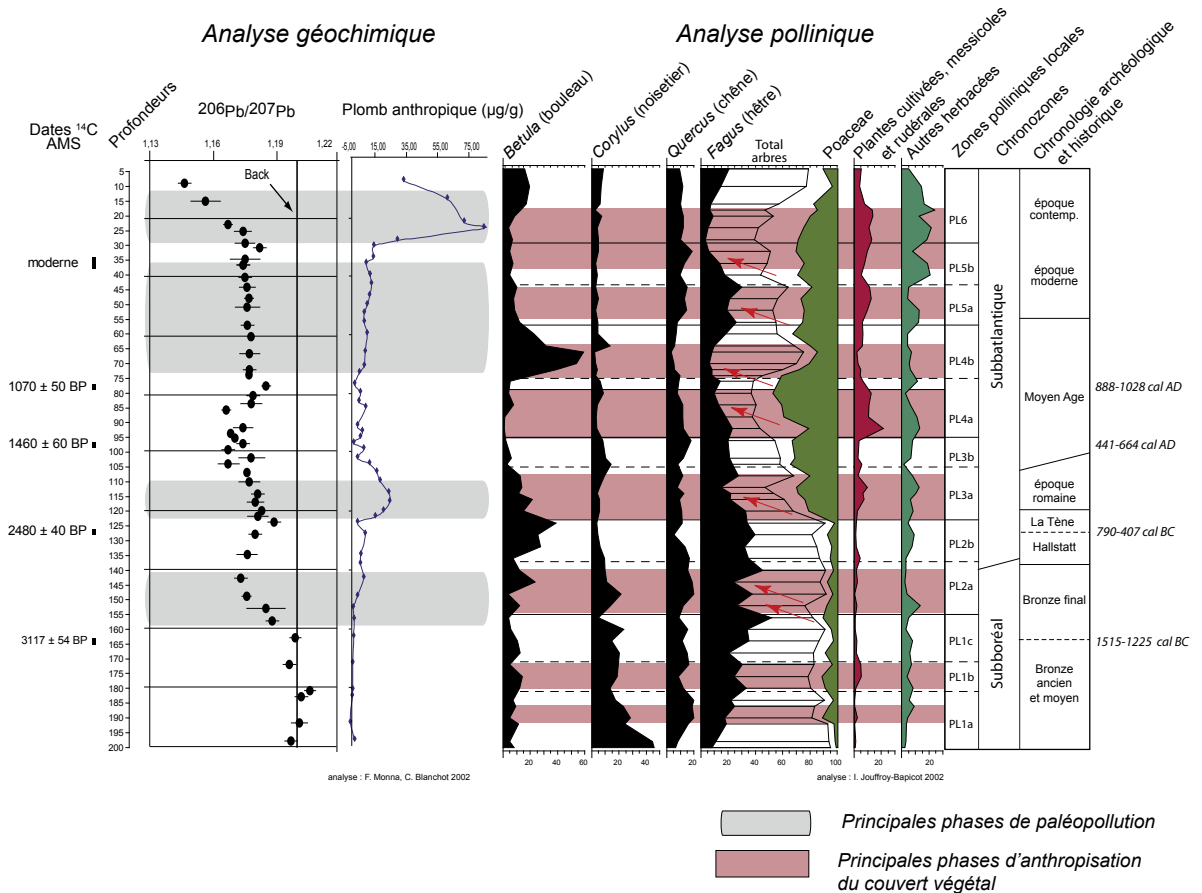 Analyse géochimique
Analyse pollinique
Dates ¹⁴C
AMS
Profondeurs
²⁰⁶Pb/²⁰⁷Pb
Plomb anthropique (µg/g)
Betula (bouleau)
Corylus (noisetier)
Quercus (chêne)
Fagus (hêtre)
Total
arbres
Poaceae
Plantes cultivées, messicoles
et rudérales
Autres herbacées
Zones polliniques locales
Chronozones
Chronologie archéologique
et historique
1,13 1,16 1,19 1,22
-5,00 15,00 35,00 55,00 75,00
Back
5
10
15
20
25
30
35
40
45
50
55
60
65
70
75
80
85
90
95
100
105
110
115
120
125
130
135
140
145
150
155
160
165
170
175
180
185
190
195
200
moderne
1070 ± 50 BP
1460 ± 60 BP
2480 ± 40 BP
3117 ± 54 BP
PL6
PL5b
PL5a
PL4b
PL4a
PL3b
PL3a
PL2b
PL2a
PL1c
PL1b
PL1a
Subbatlantique
Subboréal
époque
contemp.
époque
moderne
Moyen Age
époque
romaine
La Tène
Hallstatt
Bronze final
Bronze
ancien
et moyen
888-1028 cal AD
441-664 cal AD
790-407 cal BC
1515-1225 cal BC
20 40 60
20 40
20
20 40 60 80 100
20
20
analyse : F. Monna, C. Blanchot 2002
analyse : I. Jouffroy-Bapicot 2002
Principales phases de paléopollution
Principales phases d'anthropisation
du couvert végétal